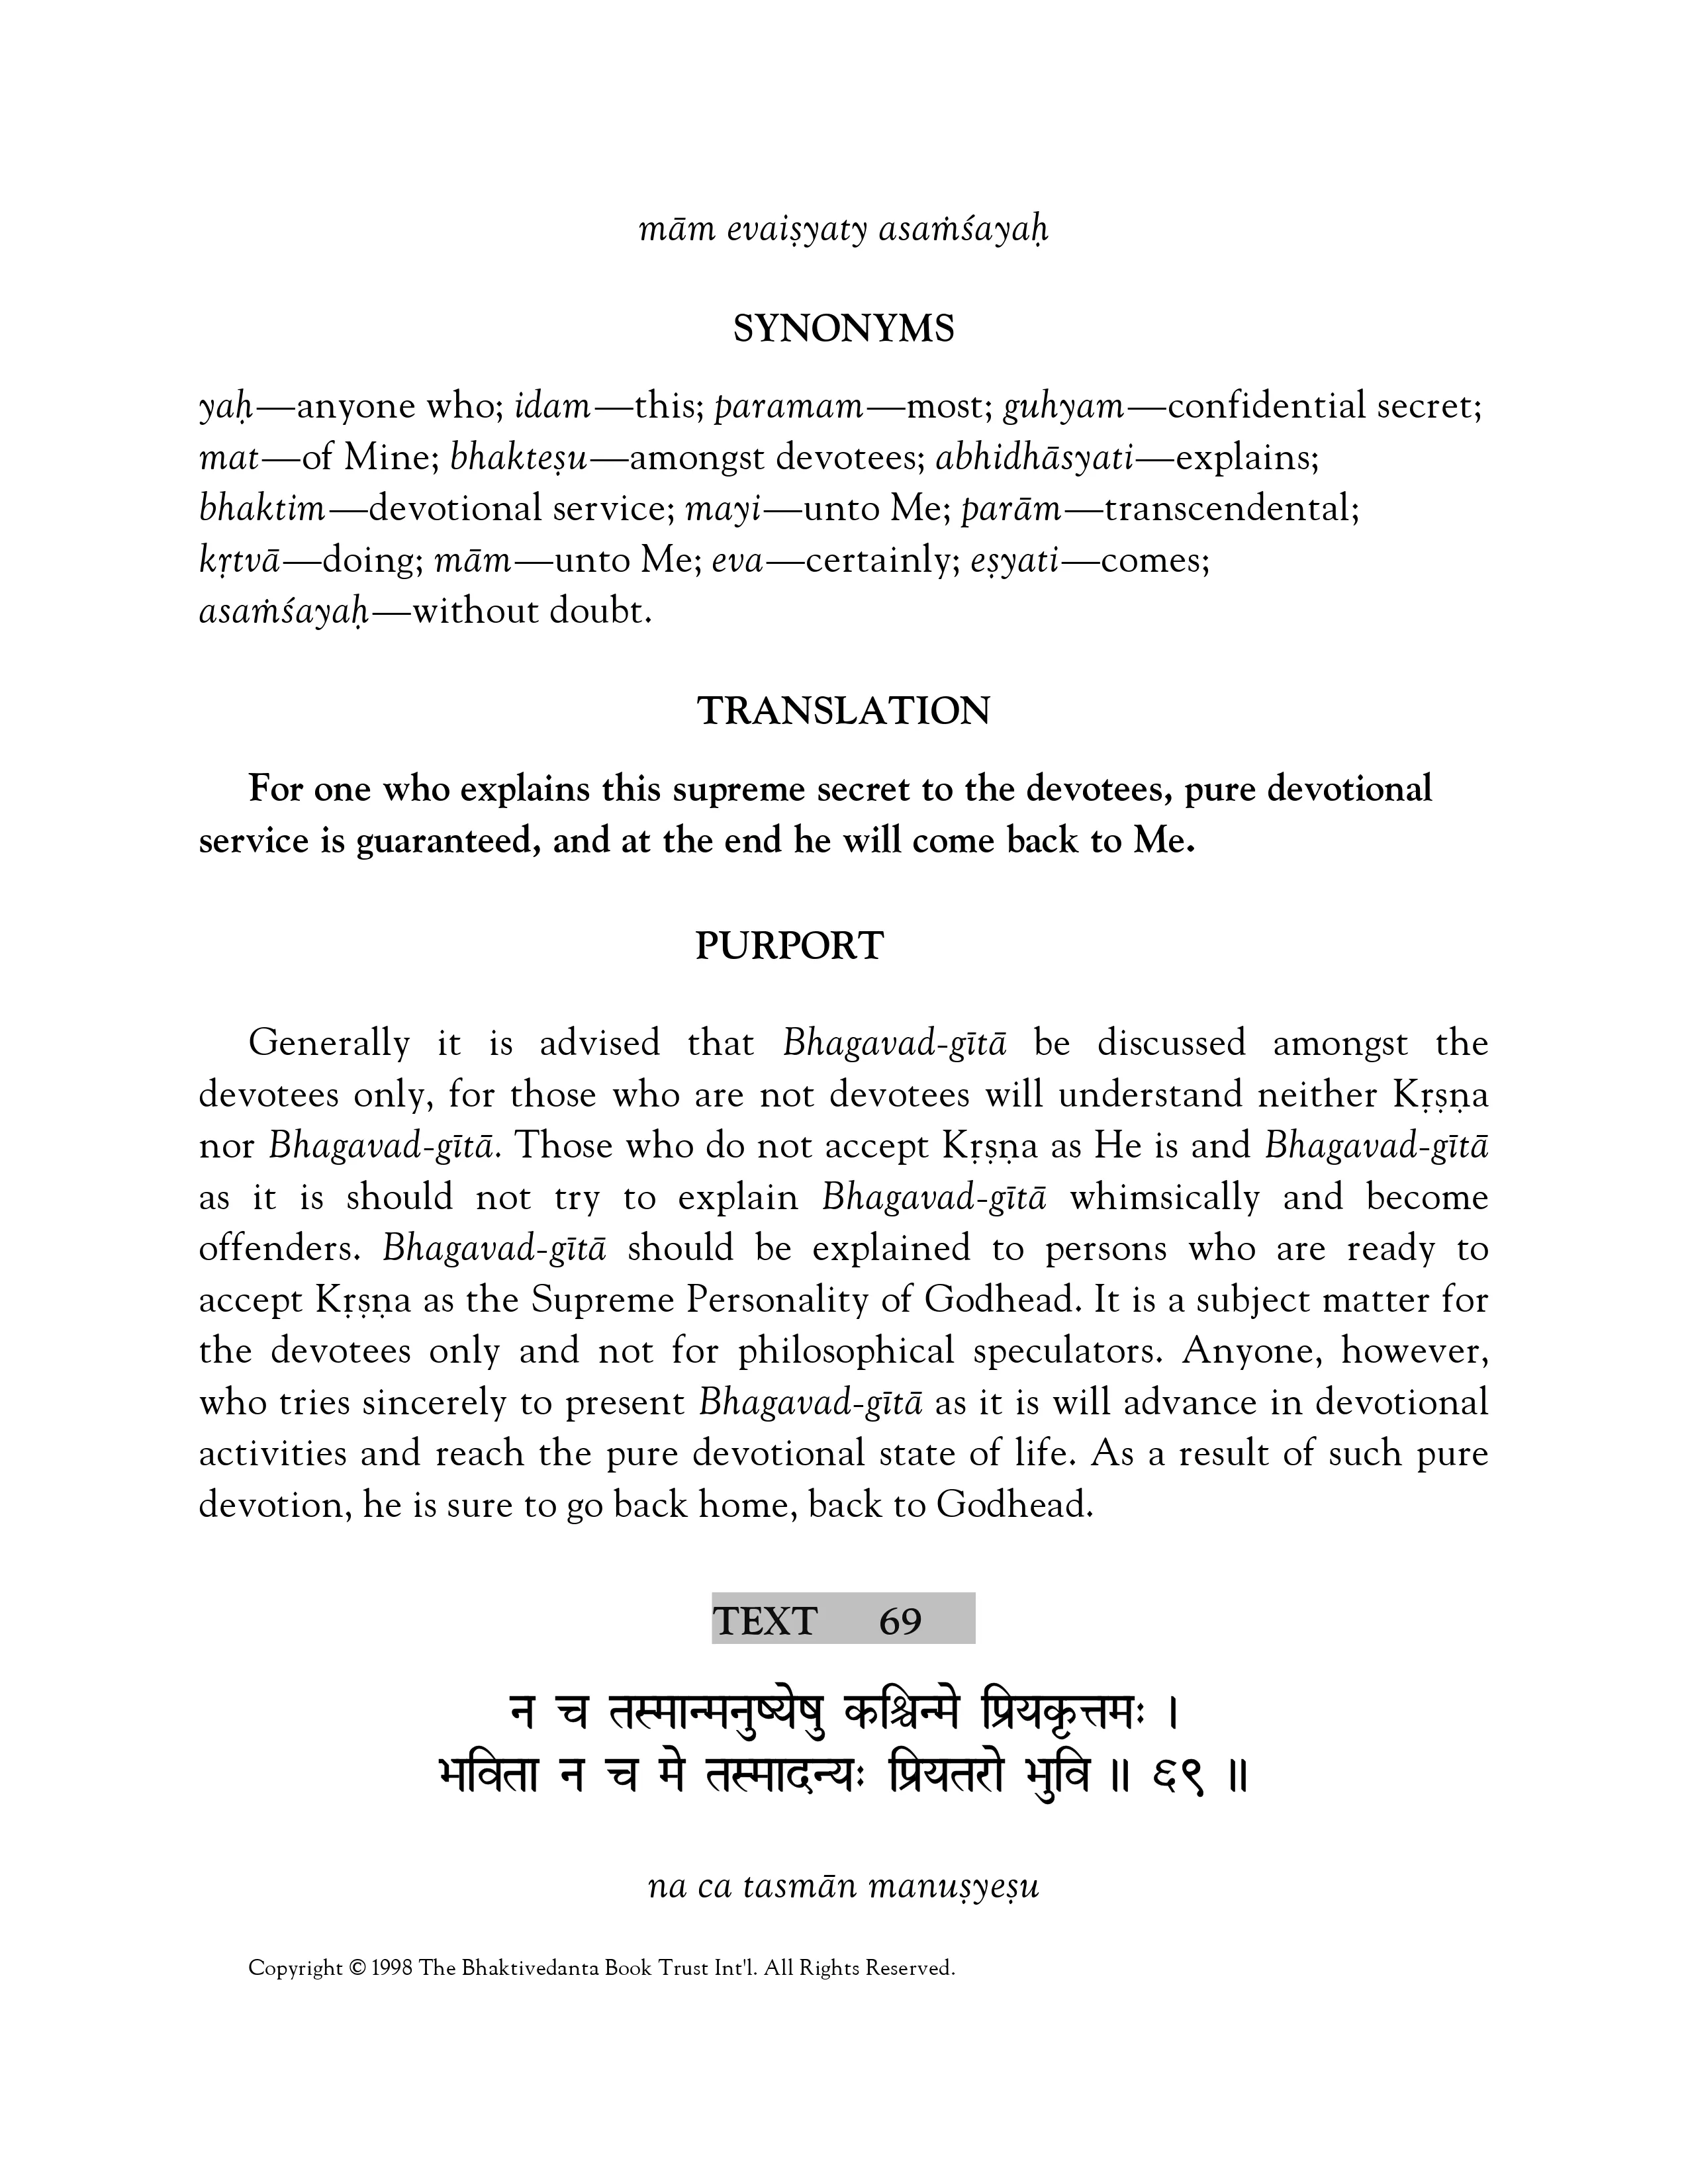 mām evaiṣyaty asaṁśayaḥ
SYNONYMS
yaḥ—anyone who; idam—this; paramam—most; guhyam—confidential secret;
mat—of Mine; bhakteṣu—amongst devotees; abhidhāsyati—explains;
bhaktim—devotional service; mayi—unto Me; parām—transcendental;
kṛtvā—doing; mām—unto Me; eva—certainly; eṣyati—comes;
asaṁśayaḥ—without doubt.
TRANSLATION
For one who explains this supreme secret to the devotees, pure devotional
service is guaranteed, and at the end he will come back to Me.
PURPORT
Generally it is advised that Bhagavad-gītā be discussed amongst the
devotees only, for those who are not devotees will understand neither Kṛṣṇa
nor Bhagavad-gītā. Those who do not accept Kṛṣṇa as He is and Bhagavad-gītā
as it is should not try to explain Bhagavad-gītā whimsically and become
offenders. Bhagavad-gītā should be explained to persons who are ready to
accept Kṛṣṇa as the Supreme Personality of Godhead. It is a subject matter for
the devotees only and not for philosophical speculators. Anyone, however,
who tries sincerely to present Bhagavad-gītā as it is will advance in devotional
activities and reach the pure devotional state of life. As a result of such pure
devotion, he is sure to go back home, back to Godhead.
TEXT 69
न च तस्मान्मनुष्येषु कश्चिन्मे प्रियकृत्तमः ।
भविता न च मे तस्मादन्यः प्रियतरो भुवि ॥ ६९ ॥
na ca tasmān manuṣyeṣu
Copyright © 1998 The Bhaktivedanta Book Trust Int'l. All Rights Reserved.